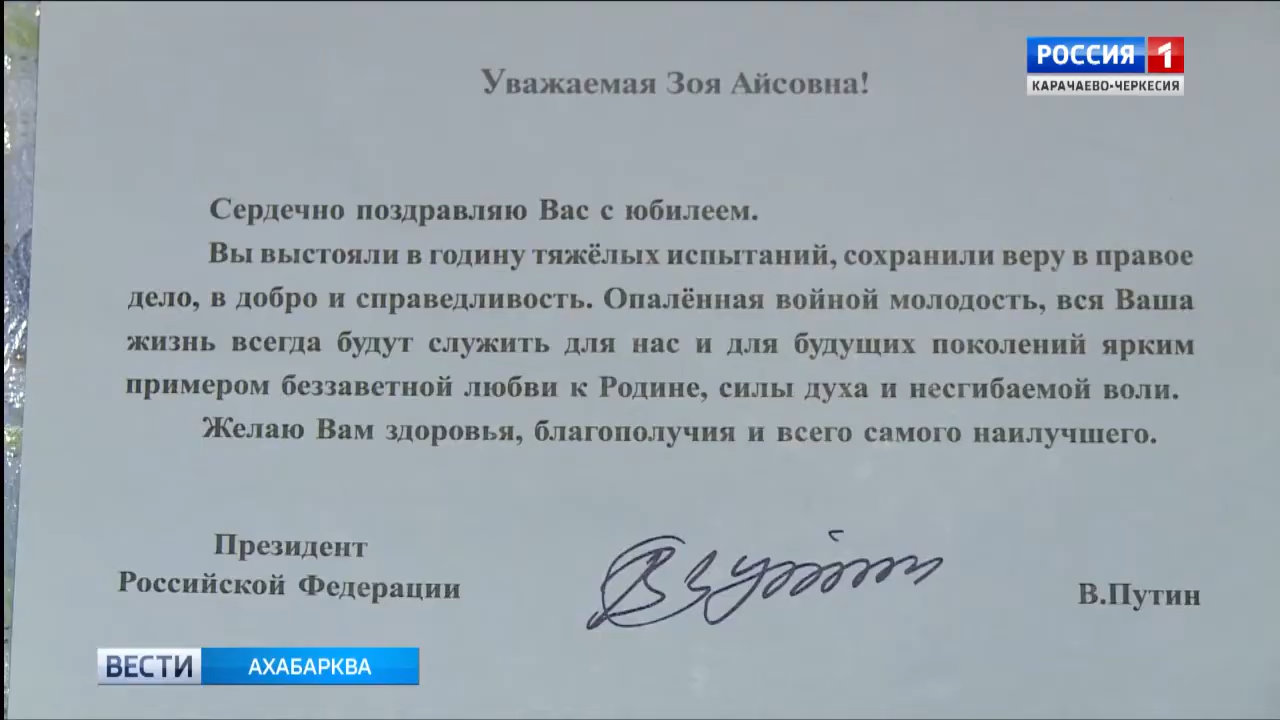 РОССИЯ 1
КАРАЧАЕВО-ЧЕРКЕСИЯ
Уважаемая Зоя Айсовна!
Сердечно поздравляю Вас с юбилеем.
Вы выстояли в годину тяжёлых испытаний, сохранили веру в правое
дело, в добро и справедливость. Опалённая войной молодость, вся Ваша
жизнь всегда будут служить для нас и для будущих поколений ярким
примером беззаветной любви к Родине, силы духа и несгибаемой воли.
Желаю Вам здоровья, благополучия и всего самого наилучшего.
Президент
Российской Федерации
В.Путин
ВЕСТИ АХАБАРКВА